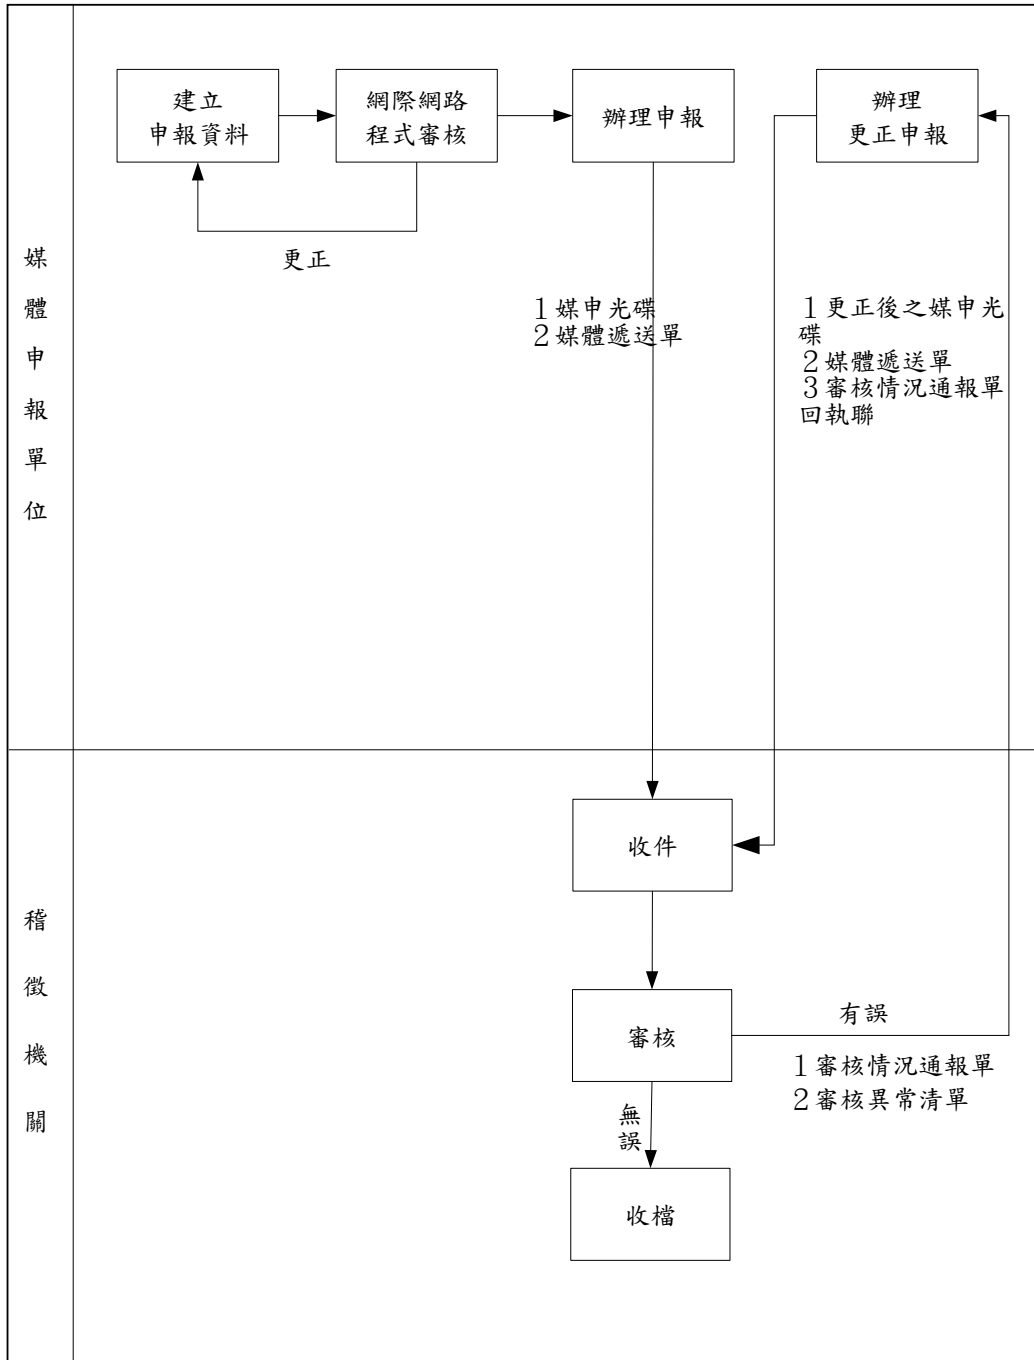 建立
申報資料
網際網路
程式審核
辦理申報
辦理
更正申報
更正
媒體申報單位
１媒申光碟
２媒體遞送單
１更正後之媒申光
碟
２媒體遞送單
３審核情況通報單
回執聯
收件
稽徵機關
審核
有誤
１審核情況通報單
２審核異常清單
無誤
收檔